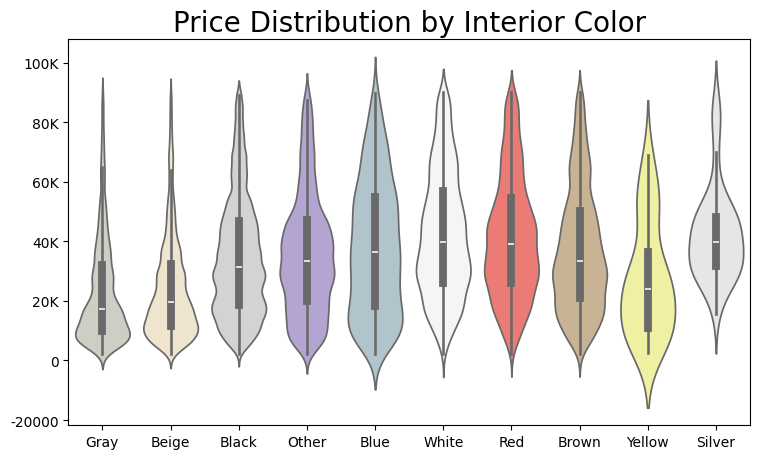 Price Distribution by Interior Color
100K
80K
60K
40K
20K
0
-20000
Gray Beige Black Other Blue White Red Brown Yellow Silver